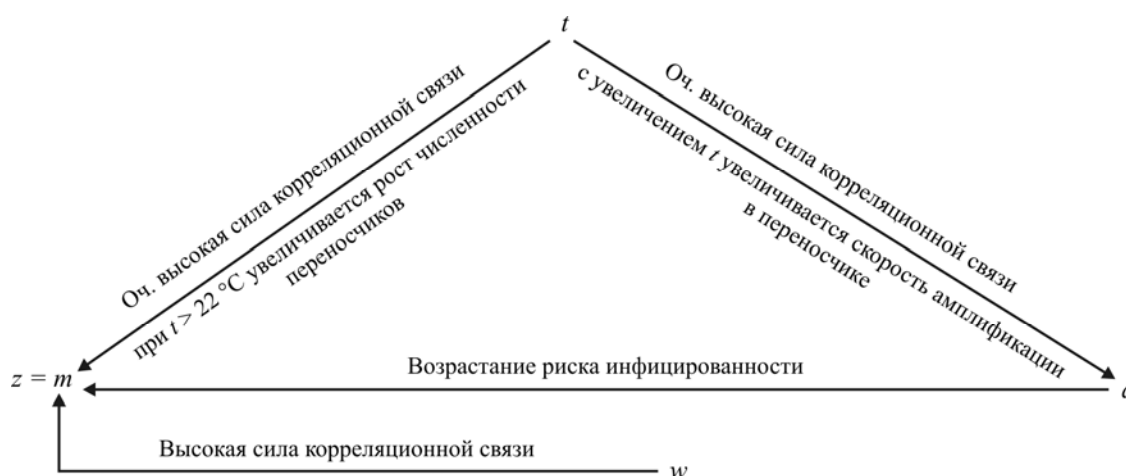 t
Оч. высокая сила корреляционной связи
при t > 22 °C увеличивается рост численности
переносчиков
Оч. высокая сила корреляционной связи
с увеличением t увеличивается скорость амплификации
в переносчике
z = m
Возрастание риска инфицированности
Высокая сила корреляционной связи
w